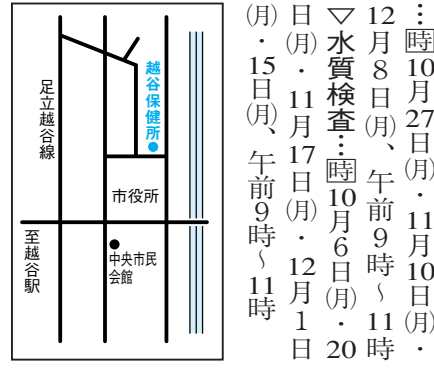 …時10月27日㈪・11月10日㈪・
12月8日㈪、午前9時～11時
▽水質検査…時10月6日㈪・20
日㈪・11月17日㈪・12月1日
㈪・15日㈪、午前9時～11時
越谷保健所
足立越谷線
市役所
中央市民
会館
至越谷駅